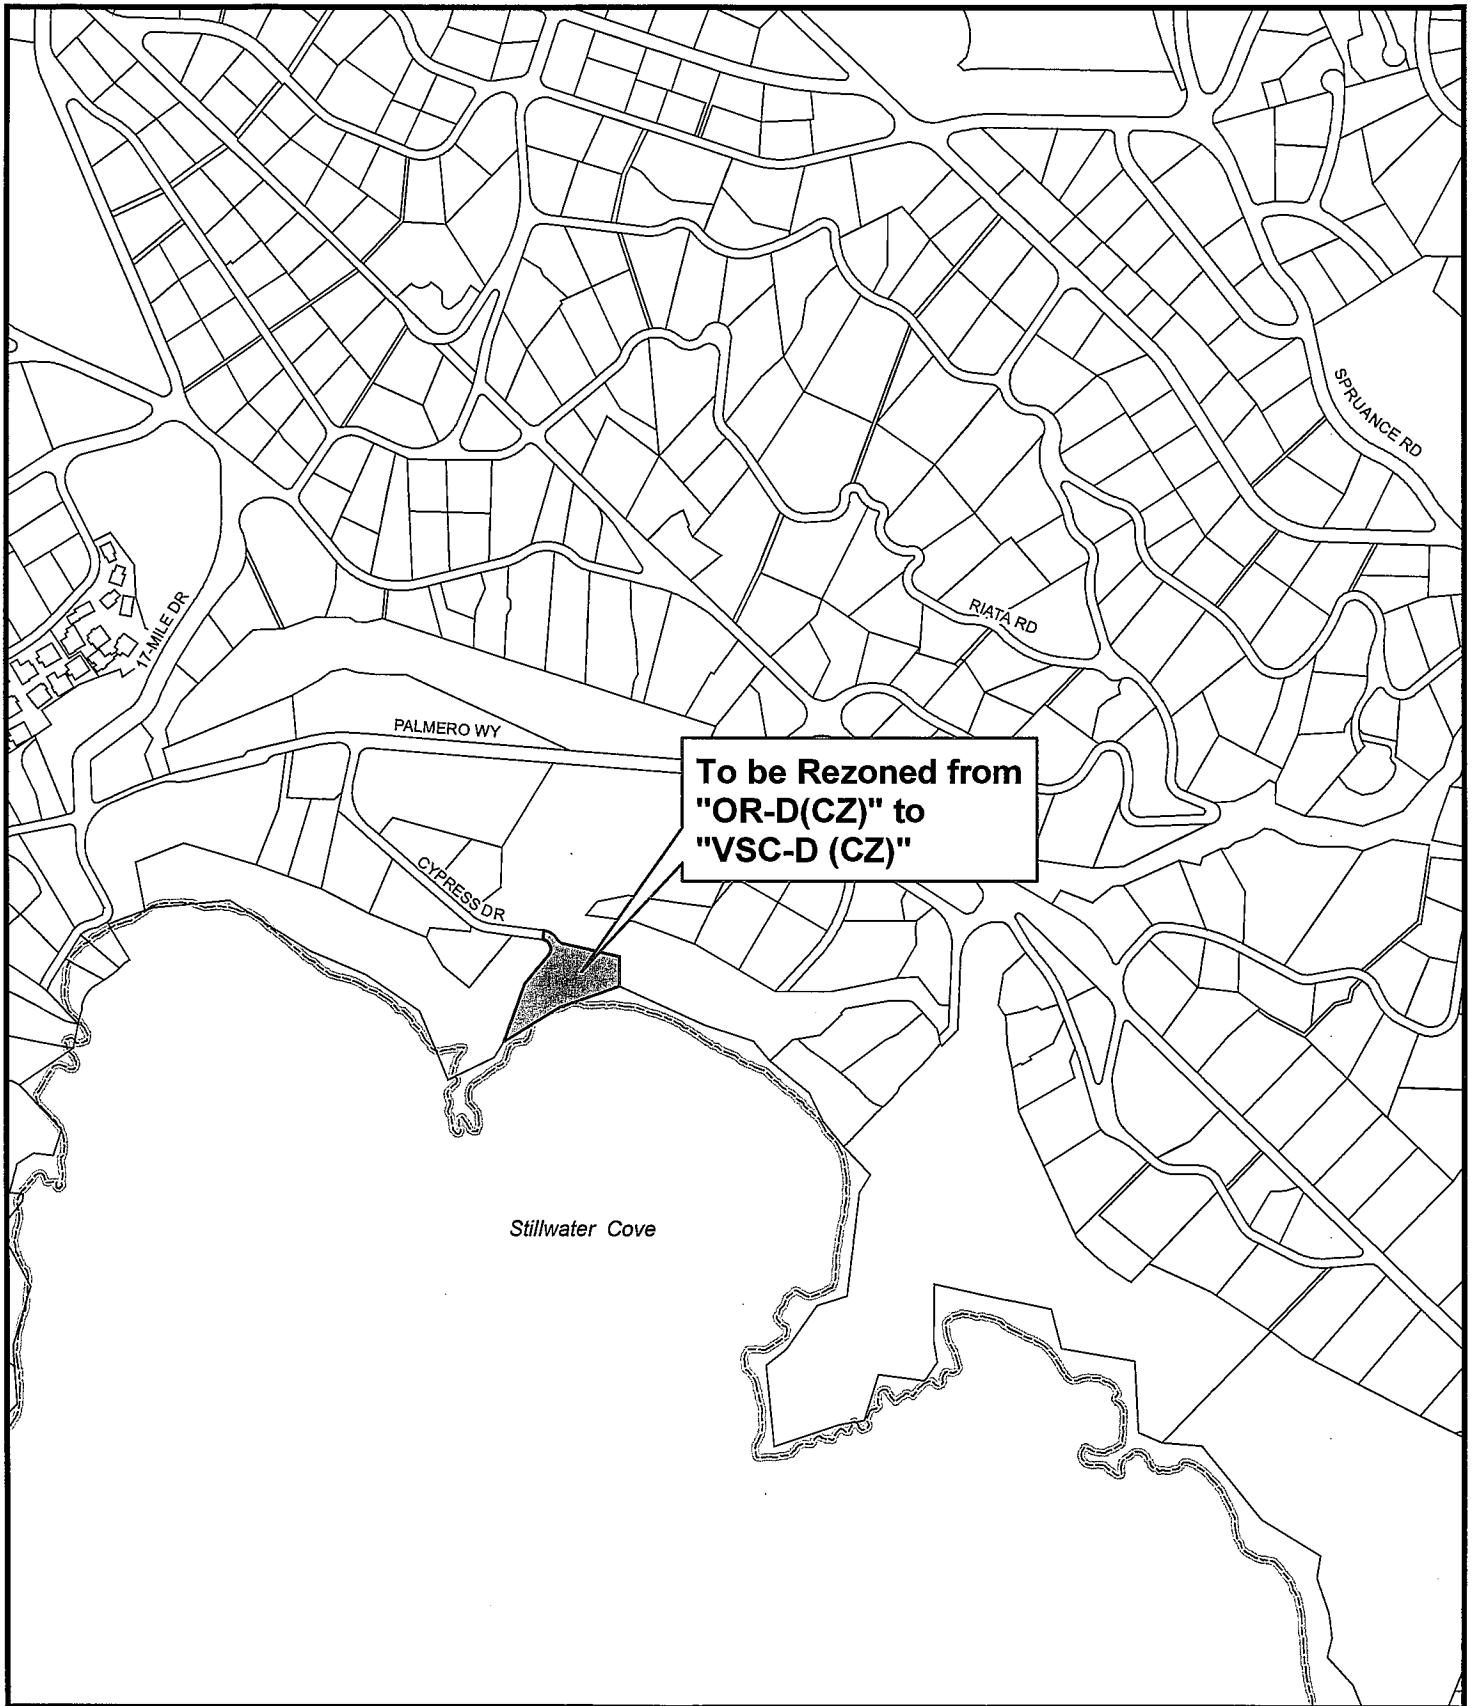 SPRUANCE RD
RIATA RD
17-MILE DR
PALMERO WY
To be Rezoned from
"OR-D(CZ)" to
"VSC-D (CZ)"
CYPRESS DR
Stillwater Cove